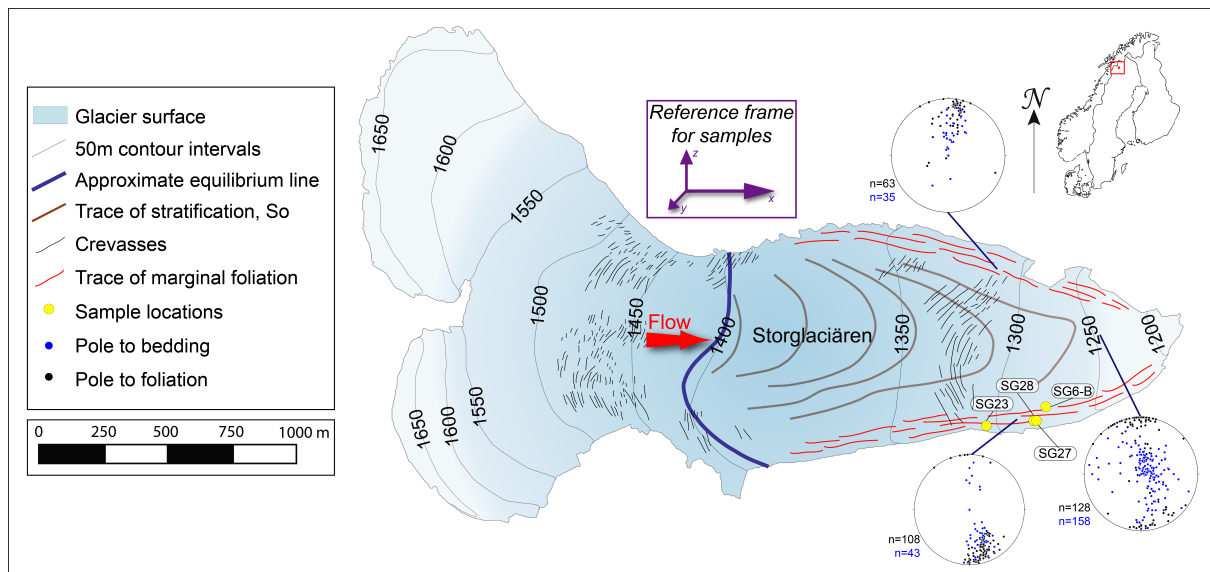 Glacier surface
50m contour intervals
Approximate equilibrium line
Trace of stratification, So
Crevasses
Trace of marginal foliation
Sample locations
Pole to bedding
Pole to foliation
0 250 500 750 1000 m
Reference frame
for samples
z
y
x
N
n=63
n=35
1650
1600
1550
1500
1450
1400
1350
1300
1250
1200
Flow
Storglaciären
1650
1600
1550
SG28
SG23
SG6-B
SG27
n=128
n=158
n=108
n=43